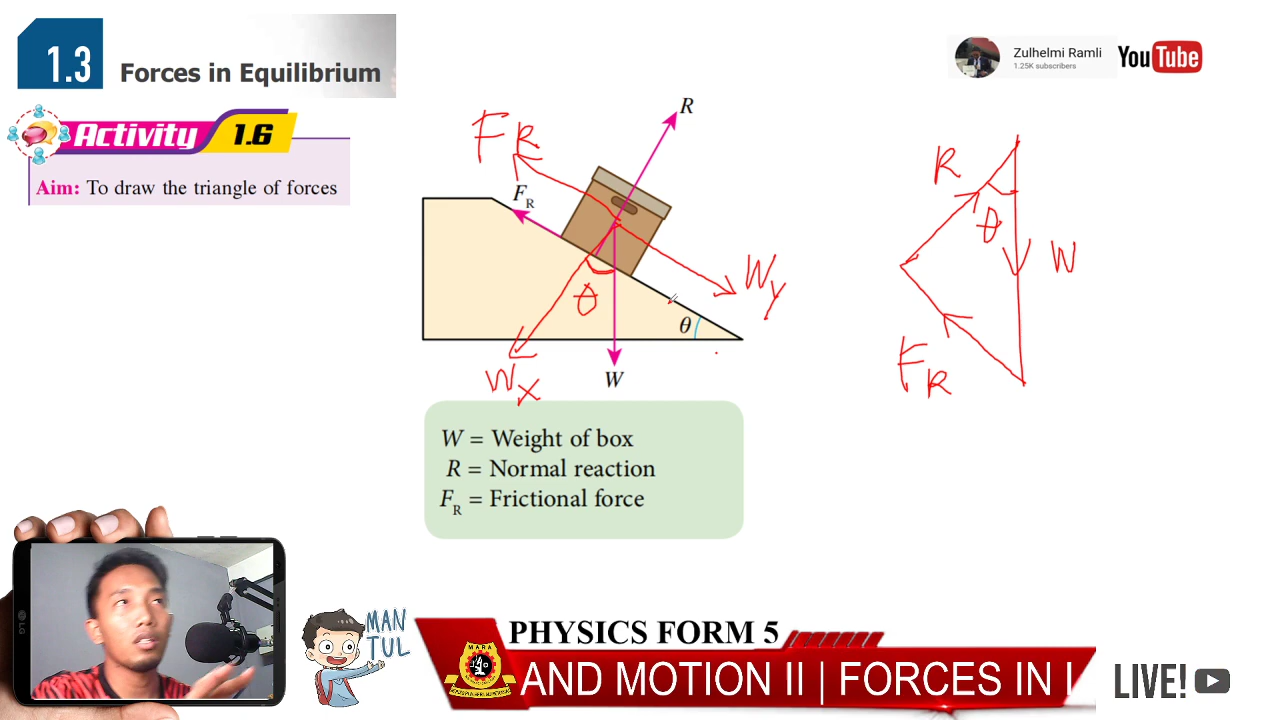 1.3
Forces in Equilibrium
Zulhelmi Ramli
1.25K subscribers
YouTube
Activity 1.6
Aim: To draw the triangle of forces
R
FR
FR
θ
θ
Wy
Wx
W
R
θ
W
FR
W = Weight of box
R = Normal reaction
FR = Frictional force
LG
MAN
TUL
MARA
PHYSICS FORM 5
AND MOTION II | FORCES IN
LIVE!